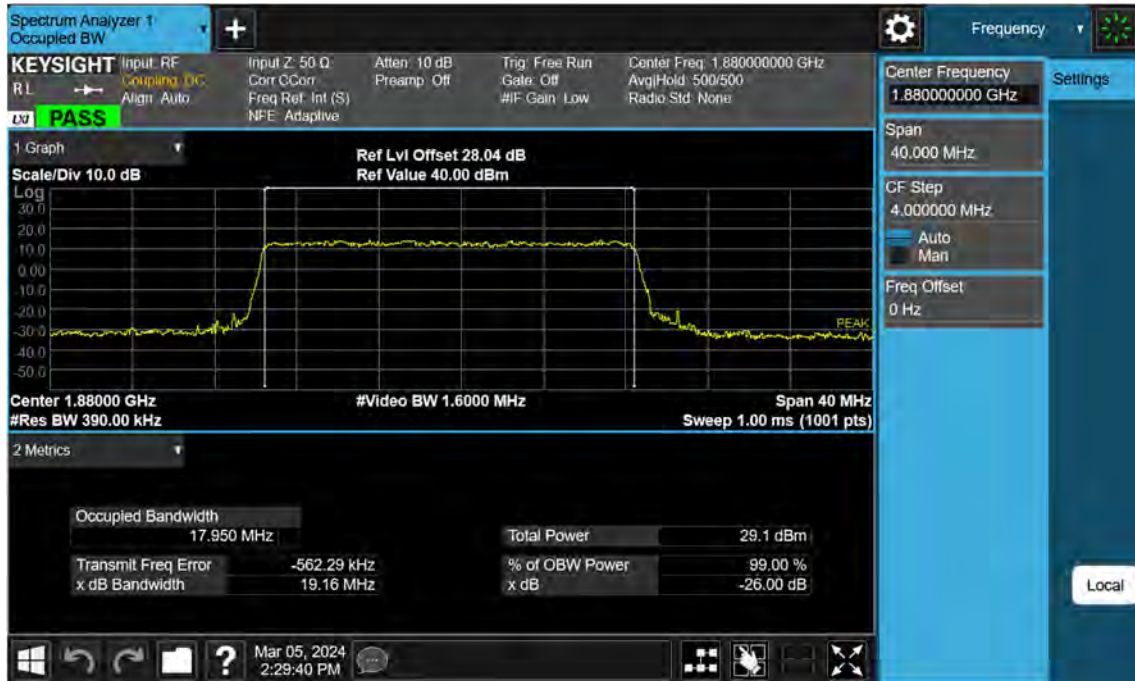 Spectrum Analyzer 1
Occupied BW
+
Frequency
KEYSIGHT
RL
Input: RF
Coupling: DC
Align: Auto
Input Z: 50 Ω
Corr CCorr
Freq Ref: Int (S)
NFE: Adaptive
Atten: 10 dB
Preamp: Off
Trig: Free Run
Gate: Off
#IF Gain: Low
Center Freq: 1.880000000 GHz
Avg|Hold: 500/500
Radio Std: None
LXI PASS
Center Frequency
1.880000000 GHz
Settings
Span
40.000 MHz
CF Step
4.000000 MHz
Auto
Man
Freq Offset
0 Hz
1 Graph
Scale/Div 10.0 dB
Ref Lvl Offset 28.04 dB
Ref Value 40.00 dBm
Log
30.0
20.0
10.0
0.00
-10.0
-20.0
-30.0
-40.0
-50.0
PEAK
Center 1.88000 GHz
#Video BW 1.6000 MHz
Span 40 MHz
#Res BW 390.00 kHz
Sweep 1.00 ms (1001 pts)
2 Metrics
Occupied Bandwidth
17.950 MHz
Total Power 29.1 dBm
Transmit Freq Error -562.29 kHz
% of OBW Power 99.00 %
x dB Bandwidth 19.16 MHz
x dB -26.00 dB
Local
?
Mar 05, 2024
2:29:40 PM